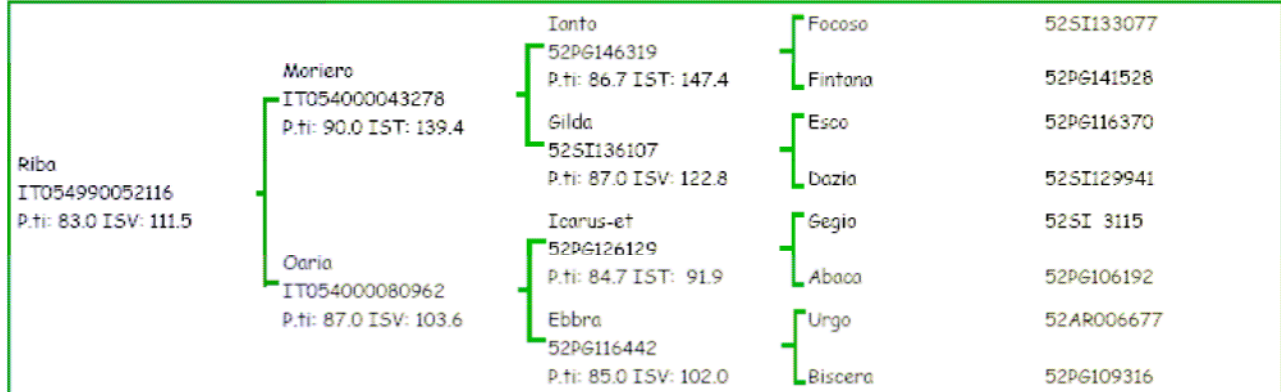 Riba
IT054990052116
P.ti: 83.0 ISV: 111.5
Moriero
IT054000043278
P.ti: 90.0 IST: 139.4
Oaria
IT054000080962
P.ti: 87.0 ISV: 103.6
Ianto
52PG146319
P.ti: 86.7 IST: 147.4
Gilda
52SI136107
P.ti: 87.0 ISV: 122.8
Icarus-et
52PG126129
P.ti: 84.7 IST: 91.9
Ebbra
52PG116442
P.ti: 85.0 ISV: 102.0
Focoso 52SI133077
Fintana 52PG141528
Esco 52PG116370
Dazia 52SI129941
Gegio 52SI 3115
Abaca 52PG106192
Urgo 52AR006677
Biscera 52PG109316